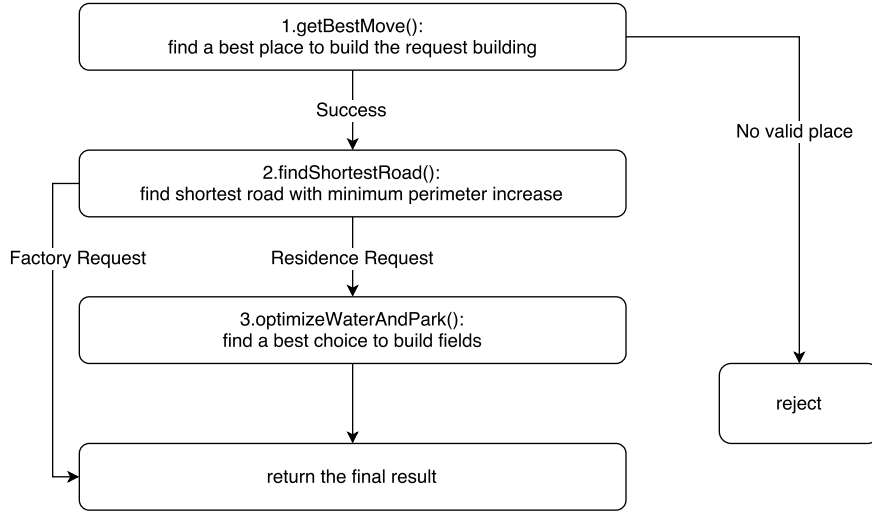 1.getBestMove():
find a best place to build the request building
Success
No valid place
2.findShortestRoad():
find shortest road with minimum perimeter increase
Factory Request
Residence Request
3.optimizeWaterAndPark():
find a best choice to build fields
reject
return the final result